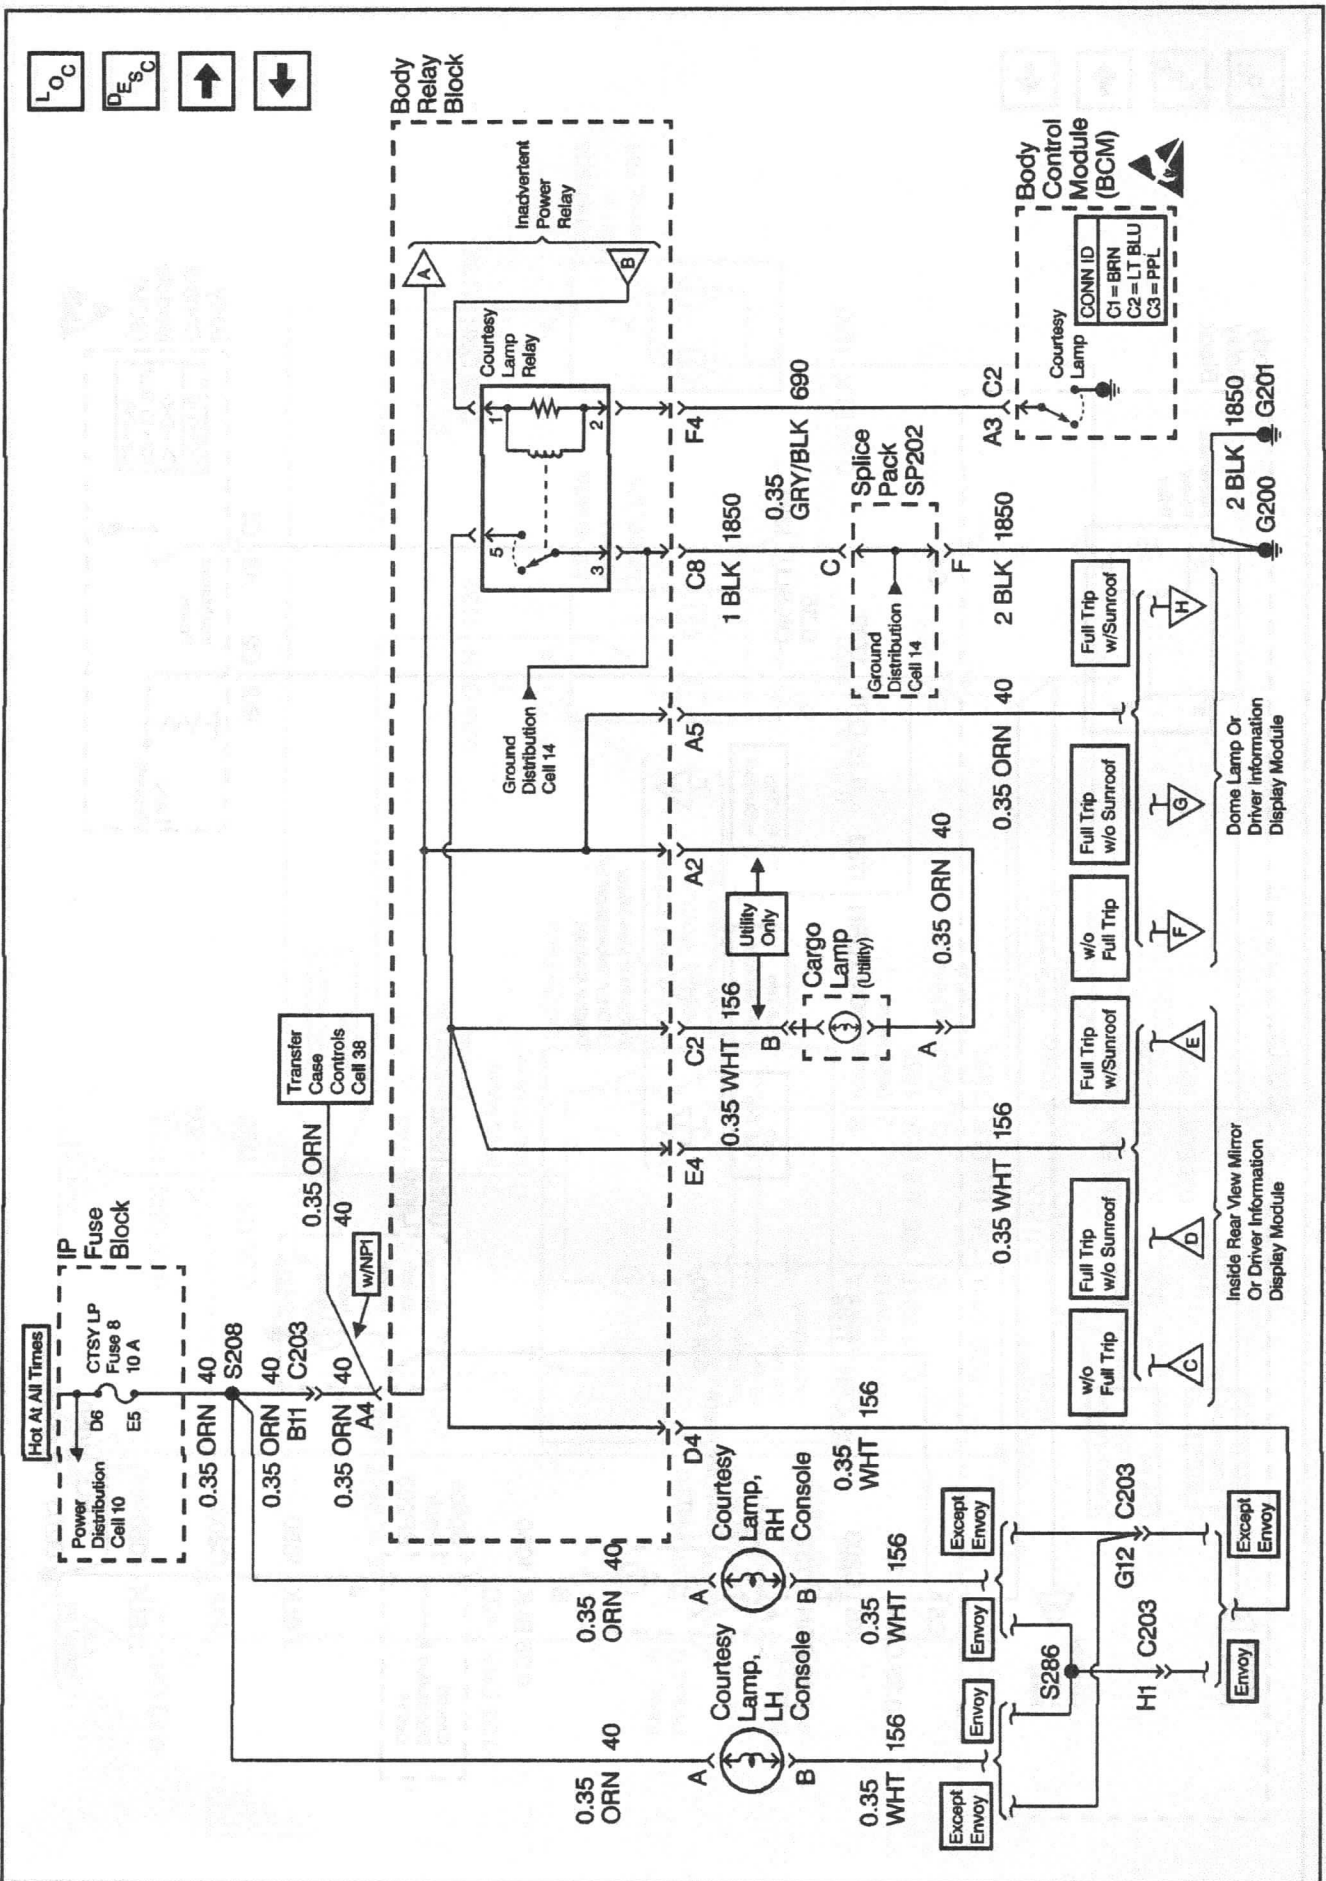 LOC
DESC
Hot At All Times
IP
Fuse
Block
CTSY LP
Fuse 8
10 A
D6
E5
Power
Distribution
Cell 10
0.35 ORN 40
S208
0.35 ORN 40
B11 C203
0.35 ORN 40
A4
w/NP1
0.35 ORN
40
Transfer
Case
Controls
Cell 38
Body
Relay
Block
Inadvertent
Power
Relay
A
B
Courtesy
Lamp
Relay
1
2
5
3
Ground
Distribution
Cell 14
D4
E4
C2
A2
A5
C8
F4
0.35
ORN 40
0.35
ORN 40
A
Courtesy
Lamp,
LH
Console
B
A
Courtesy
Lamp,
RH
Console
B
0.35
WHT 156
0.35
WHT 156
0.35
WHT 156
0.35 WHT 156
Utility
Only
B
Cargo
Lamp
(Utility)
A
0.35 ORN 40
0.35 WHT 156
0.35 ORN 40
1 BLK 1850
C
Splice
Pack
SP202
Ground
Distribution
Cell 14
F
2 BLK 1850
0.35
GRY/BLK 690
A3 C2
Body
Control
Module
(BCM)
Courtesy
Lamp
CONN ID
C1 = BRN
C2 = LT BLU
C3 = PPL
2 BLK 1850
G200
G201
Except
Envoy
Envoy
Envoy
Except
Envoy
S286
H1 C203
G12 C203
Envoy
Except
Envoy
w/o
Full Trip
Full Trip
w/o Sunroof
Full Trip
w/Sunroof
w/o
Full Trip
Full Trip
w/o Sunroof
Full Trip
w/Sunroof
C
D
E
F
G
H
Inside Rear View Mirror
Or Driver Information
Display Module
Dome Lamp Or
Driver Information
Display Module